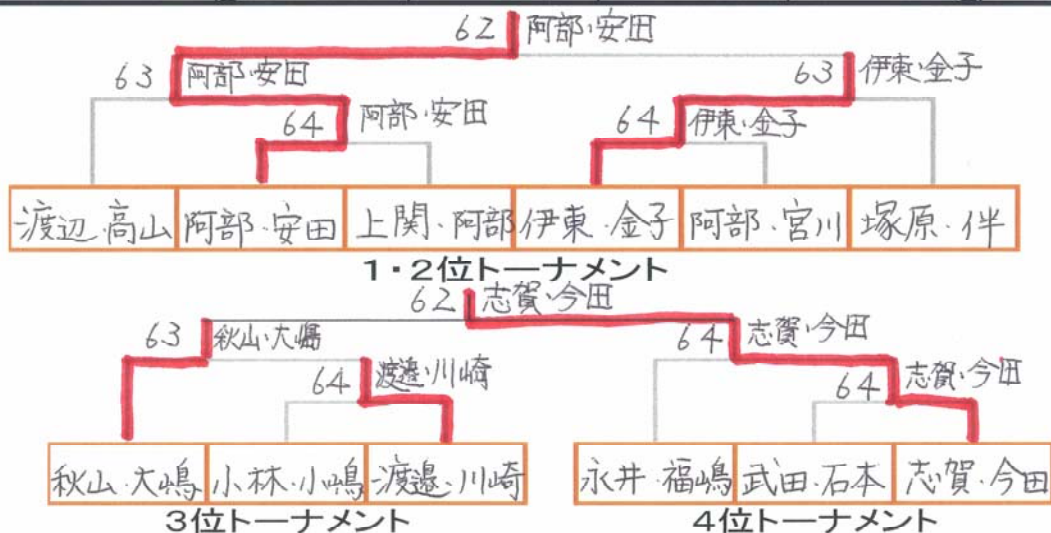 62 阿部・安田
63 阿部・安田 63 伊東・金子
64 阿部・安田 64 伊東・金子
渡辺・高山 阿部・安田 上関・阿部 伊東・金子 阿部・宮川 塚原・伴
1・2位トーナメント
62 志賀・今田
63 秋山・大嶋 64 志賀・今田
64 渡邉・川崎 64 志賀・今田
秋山・大嶋 小林・小嶋 渡邉・川崎 永井・福嶋 武田・石本 志賀・今田
3位トーナメント 4位トーナメント